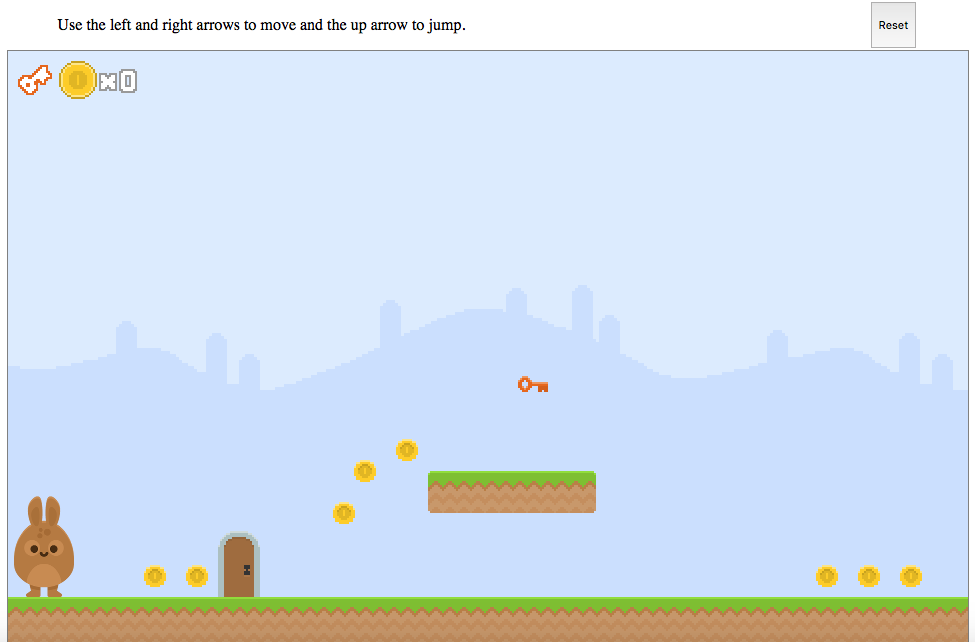 Use the left and right arrows to move and the up arrow to jump.
Reset
x0